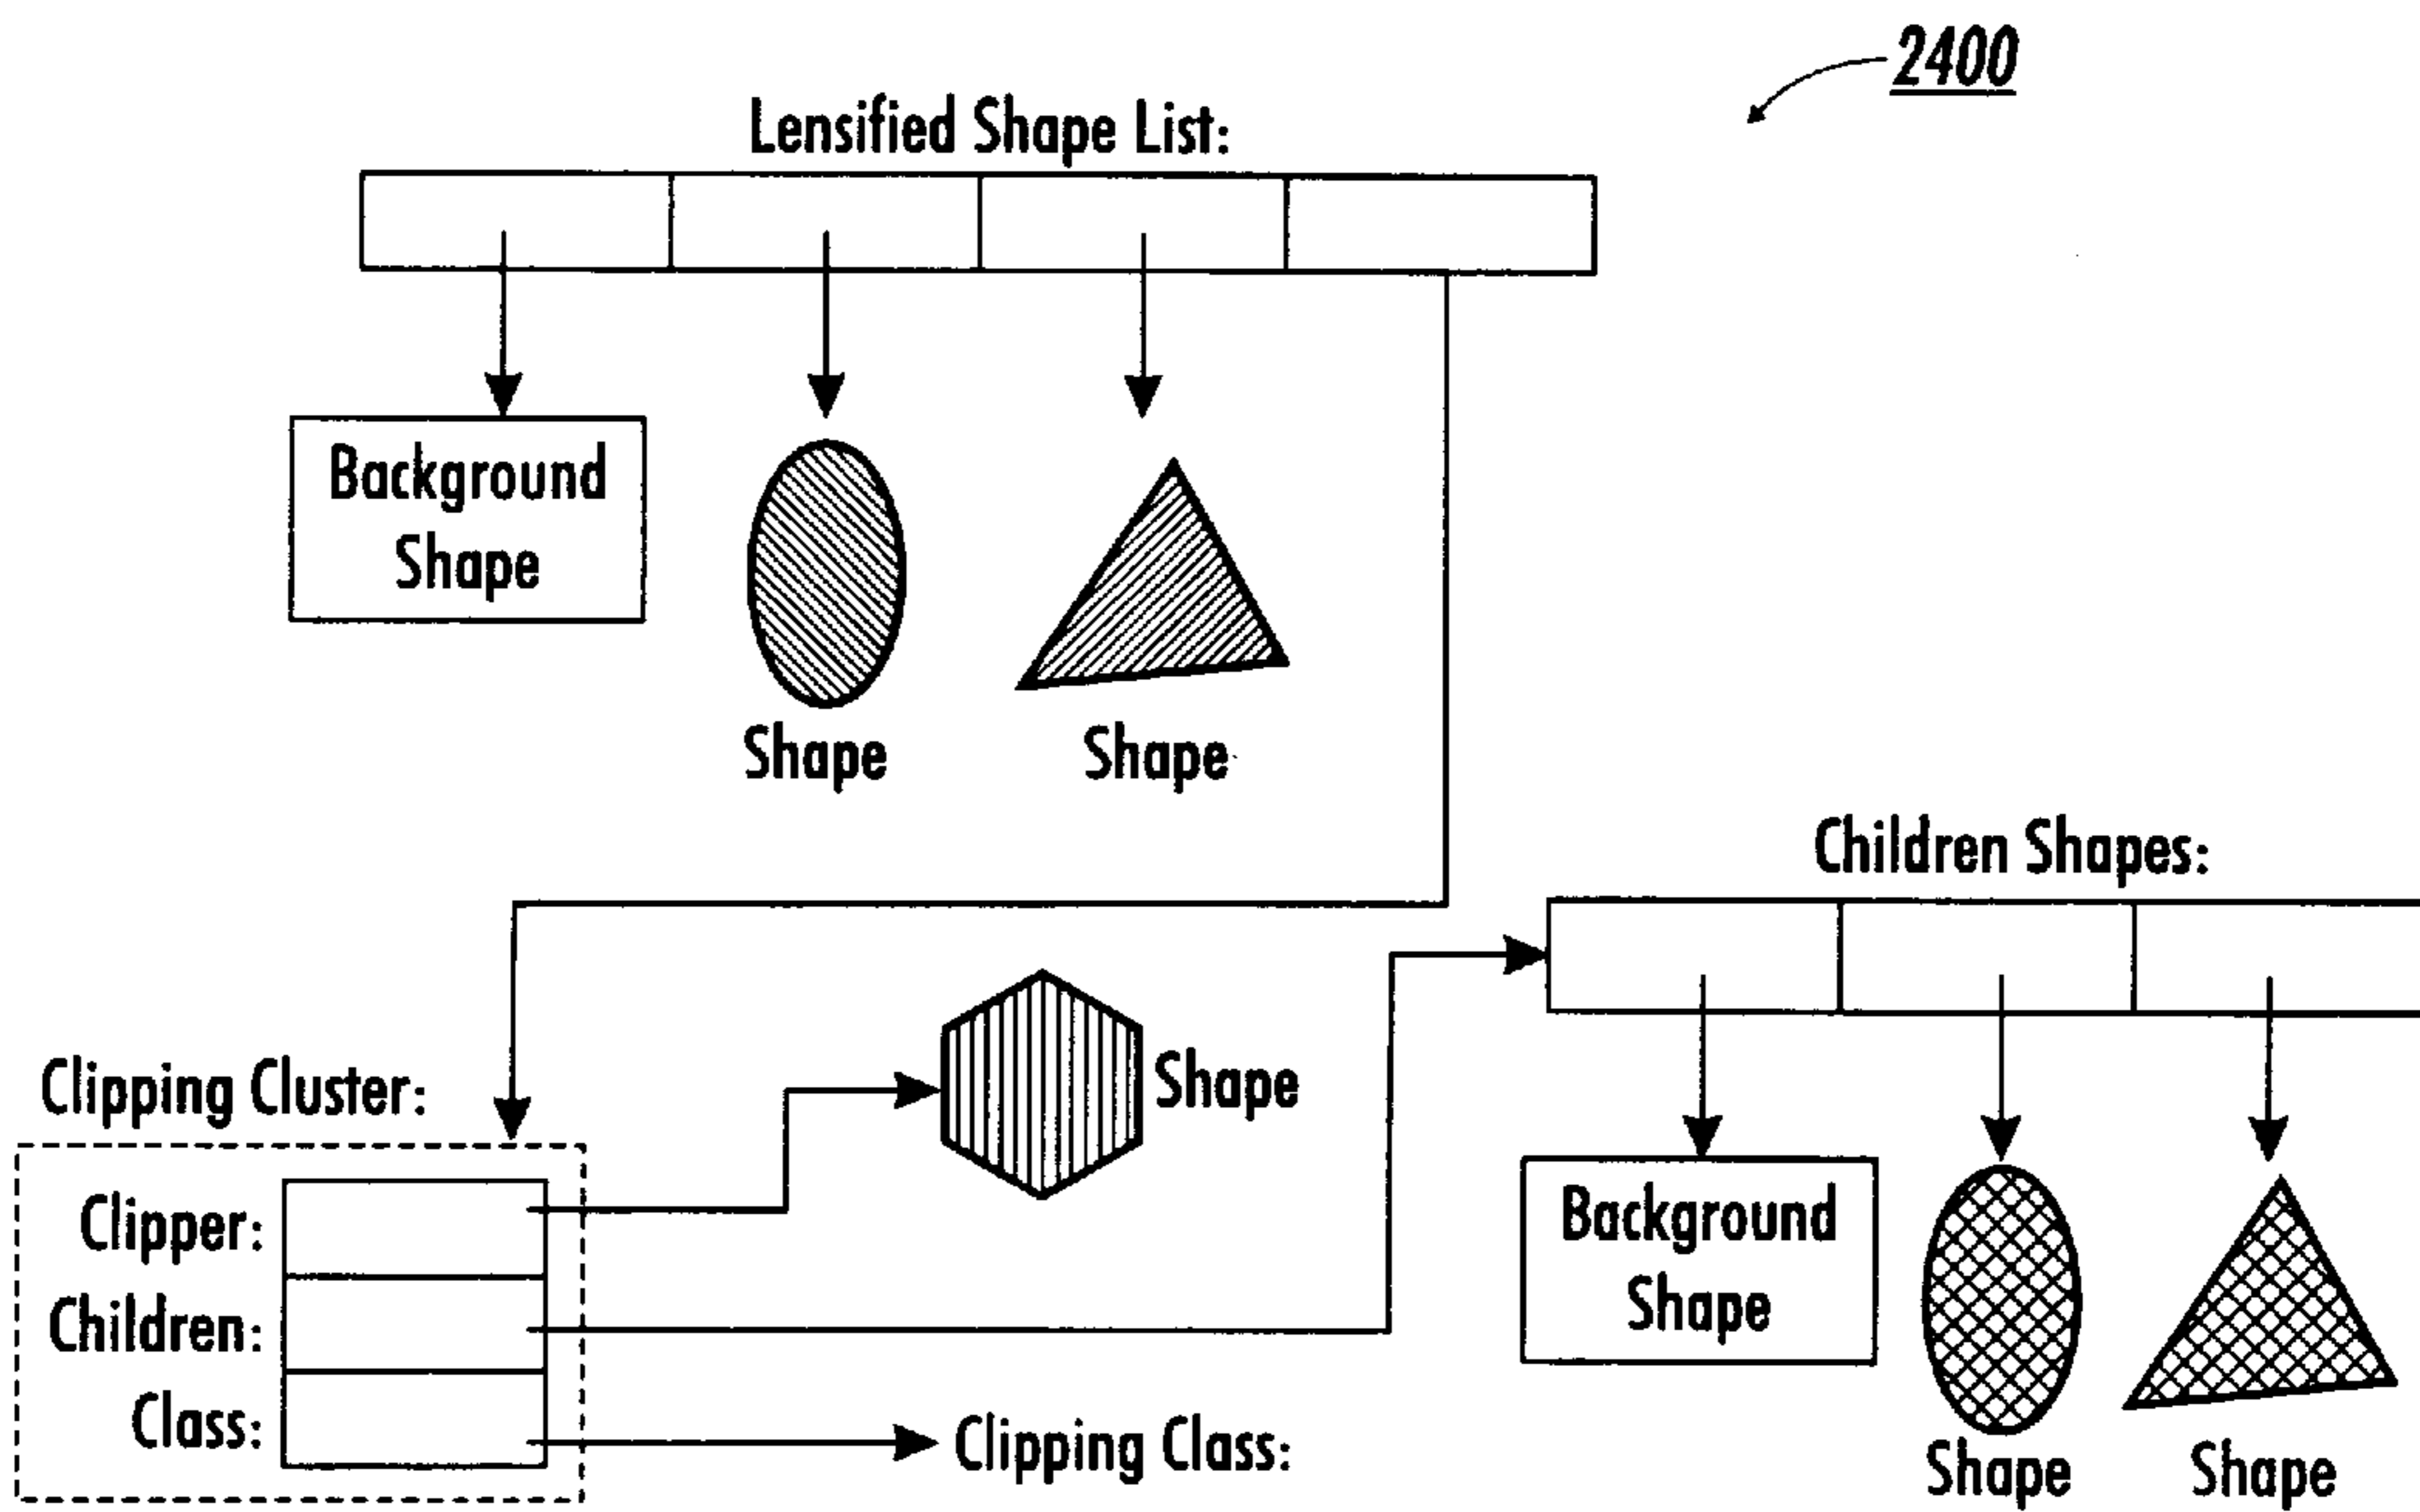 2400
Lensified Shape List:
Background
Shape
Shape
Shape
Children Shapes:
Clipping Cluster:
Shape
Clipper:
Children:
Class:
Clipping Class:
Background
Shape
Shape
Shape